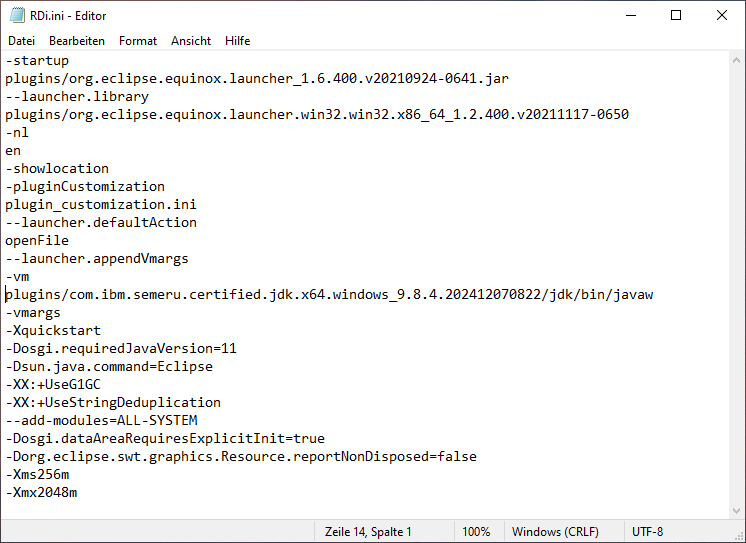 RDi.ini - Editor
Datei Bearbeiten Format Ansicht Hilfe
-startup
plugins/org.eclipse.equinox.launcher_1.6.400.v20210924-0641.jar
--launcher.library
plugins/org.eclipse.equinox.launcher.win32.win32.x86_64_1.2.400.v20211117-0650
-nl
en
-showlocation
-pluginCustomization
plugin_customization.ini
--launcher.defaultAction
openFile
--launcher.appendVmargs
-vm
plugins/com.ibm.semeru.certified.jdk.x64.windows_9.8.4.202412070822/jdk/bin/javaw
-vmargs
-Xquickstart
-Dosgi.requiredJavaVersion=11
-Dsun.java.command=Eclipse
-XX:+UseG1GC
-XX:+UseStringDeduplication
--add-modules=ALL-SYSTEM
-Dosgi.dataAreaRequiresExplicitInit=true
-Dorg.eclipse.swt.graphics.Resource.reportNonDisposed=false
-Xms256m
-Xmx2048m
Zeile 14, Spalte 1 100% Windows (CRLF) UTF-8